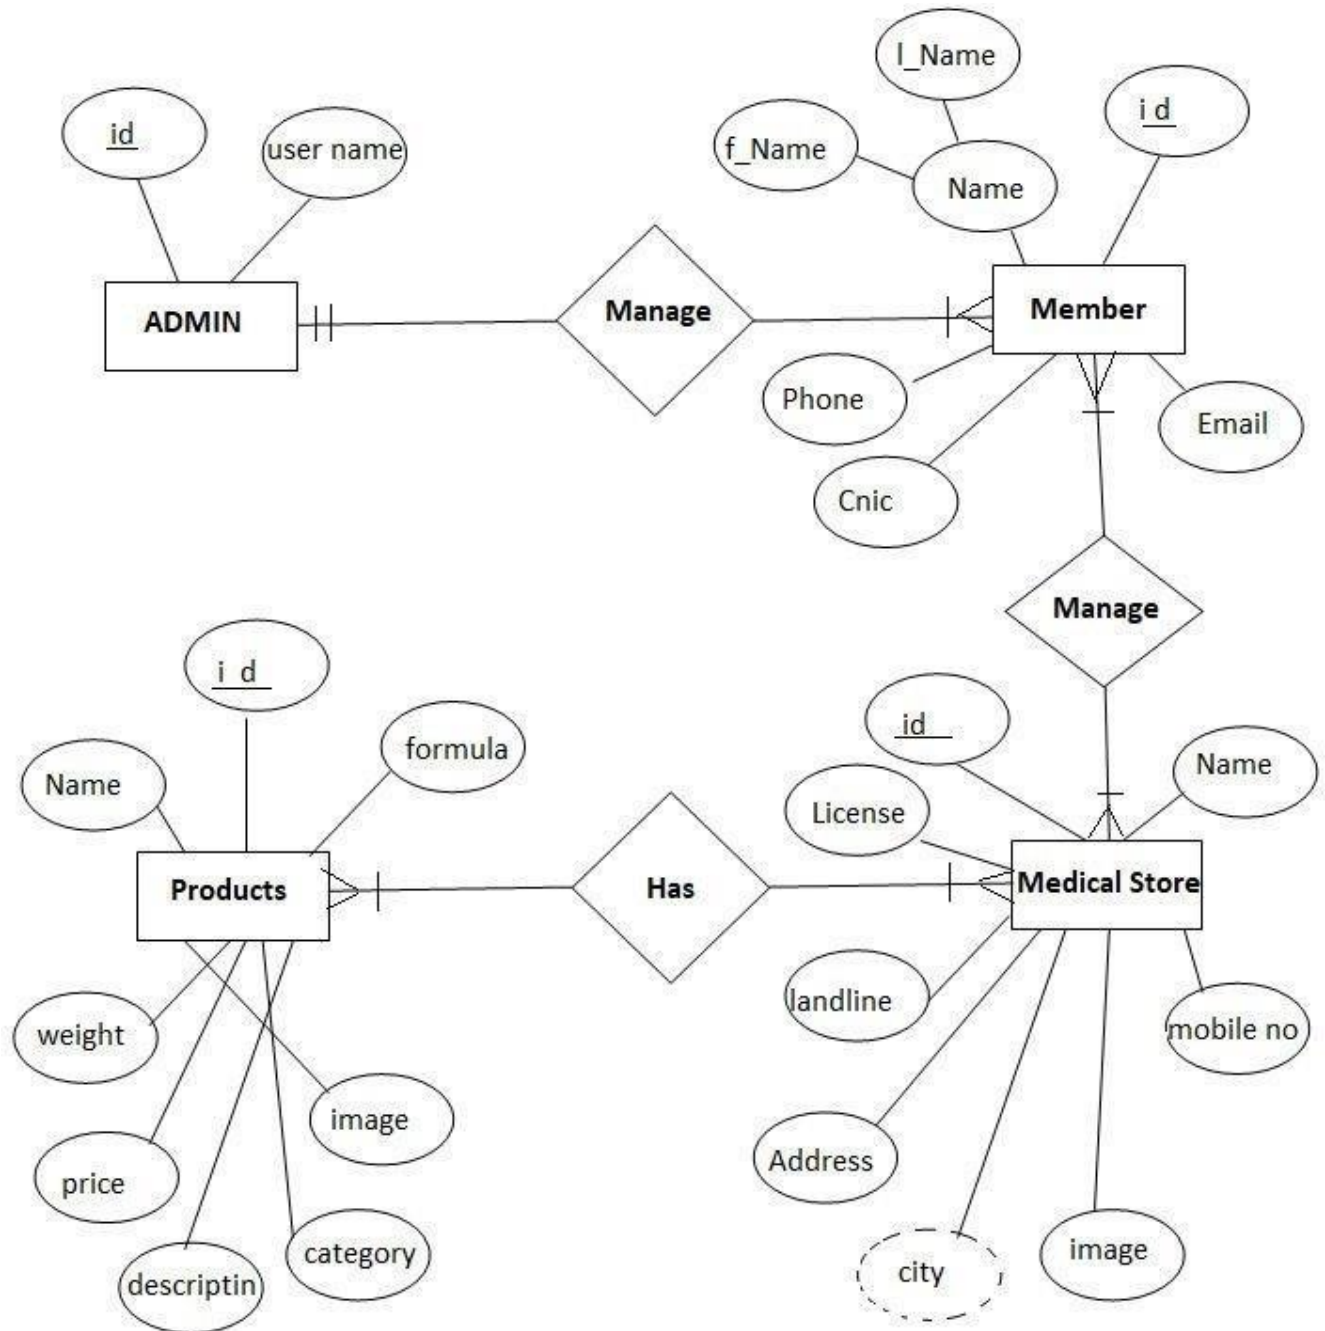 l_Name
i d
id
user name
f_Name
Name
ADMIN
Manage
Member
Phone
Email
Cnic
Manage
i d
id
formula
Name
Name
License
Products
Has
Medical Store
landline
weight
mobile no
image
price
Address
descriptin
category
city
image